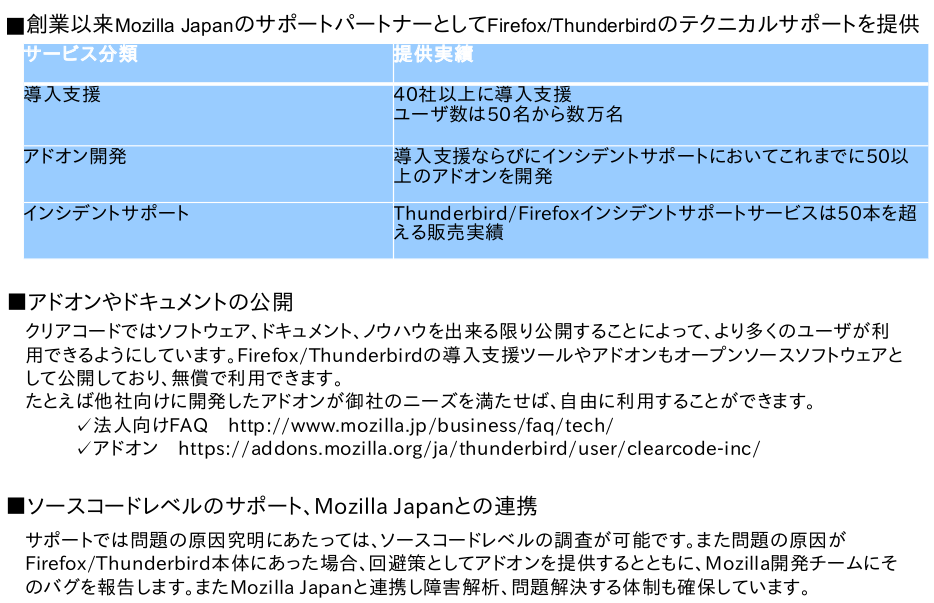 ■創業以来Mozilla JapanのサポートパートナーとしてFirefox/Thunderbirdのテクニカルサポートを提供
サービス分類 提供実績
導入支援 40社以上に導入支援
ユーザ数は50名から数万名
アドオン開発 導入支援ならびにインシデントサポートにおいてこれまでに50以
上のアドオンを開発
インシデントサポート Thunderbird/Firefoxインシデントサポートサービスは50本を超
える販売実績
■アドオンやドキュメントの公開
クリアコードではソフトウェア、ドキュメント、ノウハウを出来る限り公開することによって、より多くのユーザが利
用できるようにしています。Firefox/Thunderbirdの導入支援ツールやアドオンもオープンソースソフトウェアと
して公開しており、無償で利用できます。
たとえば他社向けに開発したアドオンが御社のニーズを満たせば、自由に利用することができます。
✓法人向けFAQ　http://www.mozilla.jp/business/faq/tech/
✓アドオン　https://addons.mozilla.org/ja/thunderbird/user/clearcode-inc/
■ソースコードレベルのサポート、Mozilla Japanとの連携
サポートでは問題の原因究明にあたっては、ソースコードレベルの調査が可能です。また問題の原因が
Firefox/Thunderbird本体にあった場合、回避策としてアドオンを提供するとともに、Mozilla開発チームにそ
のバグを報告します。またMozilla Japanと連携し障害解析、問題解決する体制も確保しています。